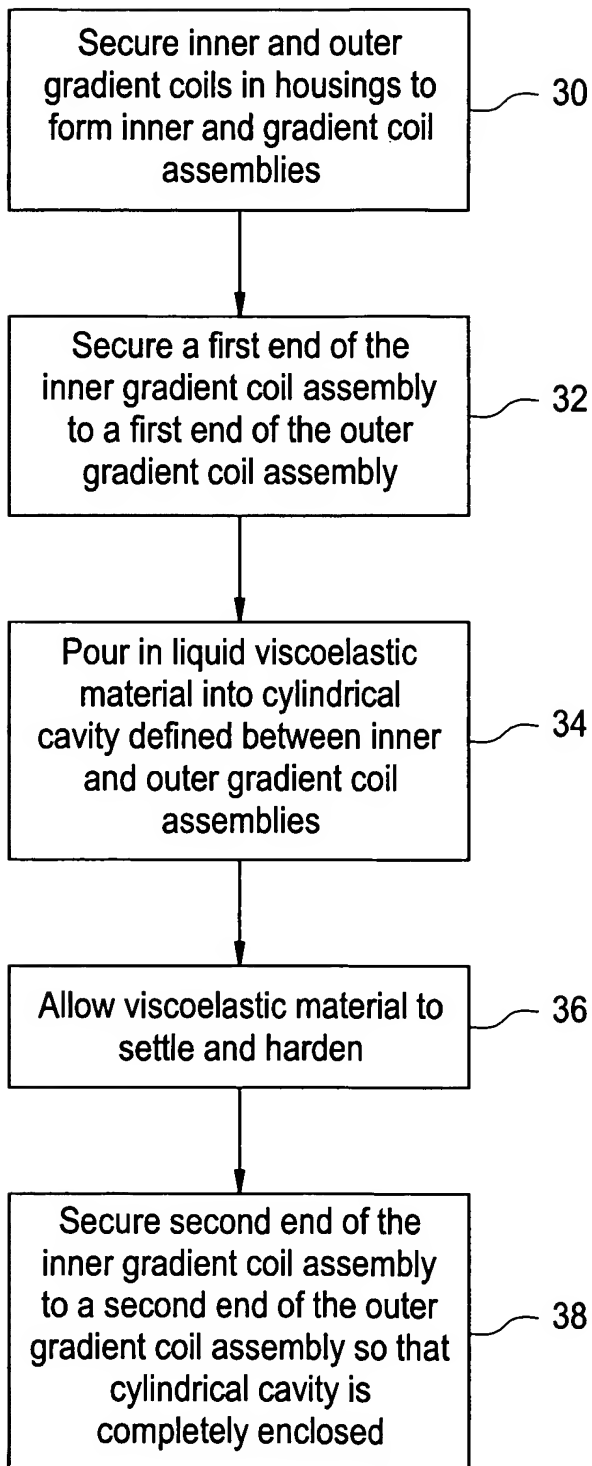 Secure inner and outer
gradient coils in housings to
form inner and gradient coil
assemblies
30
Secure a first end of the
inner gradient coil assembly
to a first end of the outer
gradient coil assembly
32
Pour in liquid viscoelastic
material into cylindrical
cavity defined between inner
and outer gradient coil
assemblies
34
Allow viscoelastic material to
settle and harden
36
Secure second end of the
inner gradient coil assembly
to a second end of the outer
gradient coil assembly so that
cylindrical cavity is
completely enclosed
38